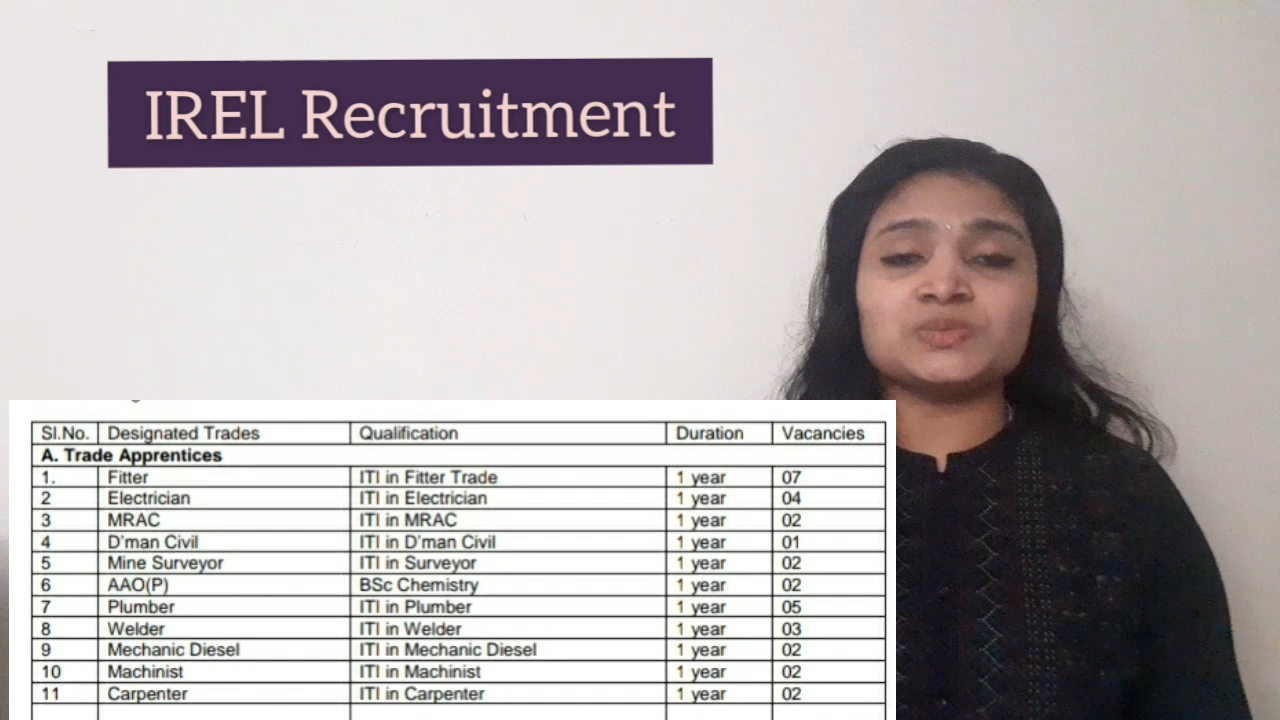 IREL Recruitment
Sl.No. Designated Trades Qualification Duration Vacancies
A. Trade Apprentices
1. Fitter ITI in Fitter Trade 1 year 07
2 Electrician ITI in Electrician 1 year 04
3 MRAC ITI in MRAC 1 year 02
4 D'man Civil ITI in D'man Civil 1 year 01
5 Mine Surveyor ITI in Surveyor 1 year 02
6 AAO(P) BSc Chemistry 1 year 02
7 Plumber ITI in Plumber 1 year 05
8 Welder ITI in Welder 1 year 03
9 Mechanic Diesel ITI in Mechanic Diesel 1 year 02
10 Machinist ITI in Machinist 1 year 02
11 Carpenter ITI in Carpenter 1 year 02